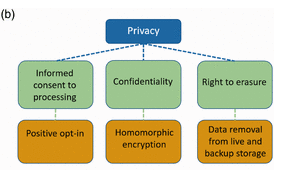 (b)
Privacy
Informed
consent to
processing
Confidentiality
Right to erasure
Positive opt-in
Homomorphic
encryption
Data removal
from live and
backup storage